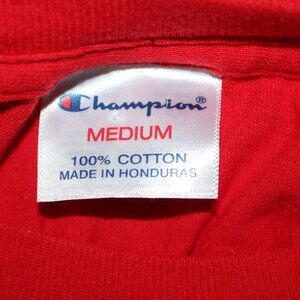 Champion®
MEDIUM
100% COTTON
MADE IN HONDURAS